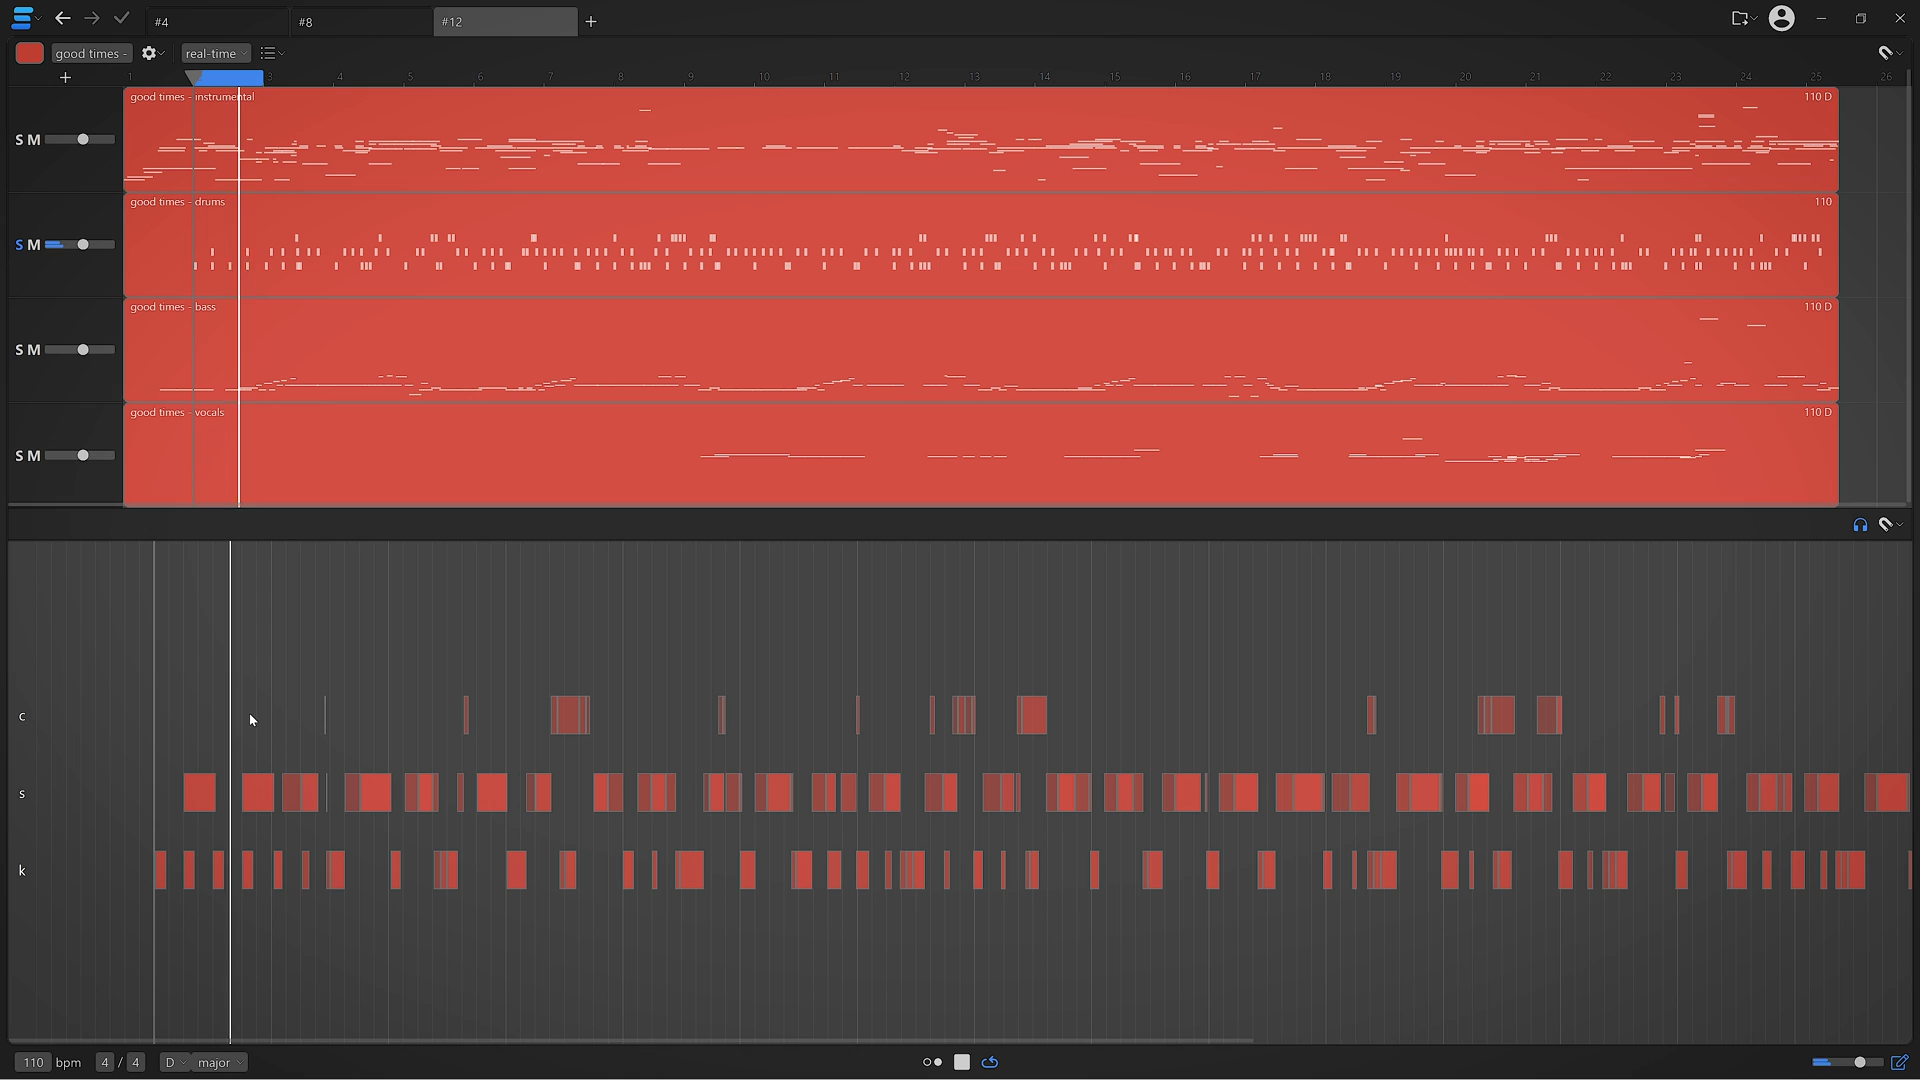 #4 #8 #12
good times - real-time
1 2 3 4 5 6 7 8 9 10 11 12 13 14 15 16 17 18 19 20 21 22 23 24 25 26
good times - instrumental 110 D
S M
good times - drums 110
S M
good times - bass 110 D
S M
good times - vocals 110 D
S M
c
s
k
110 bpm 4 / 4 D major